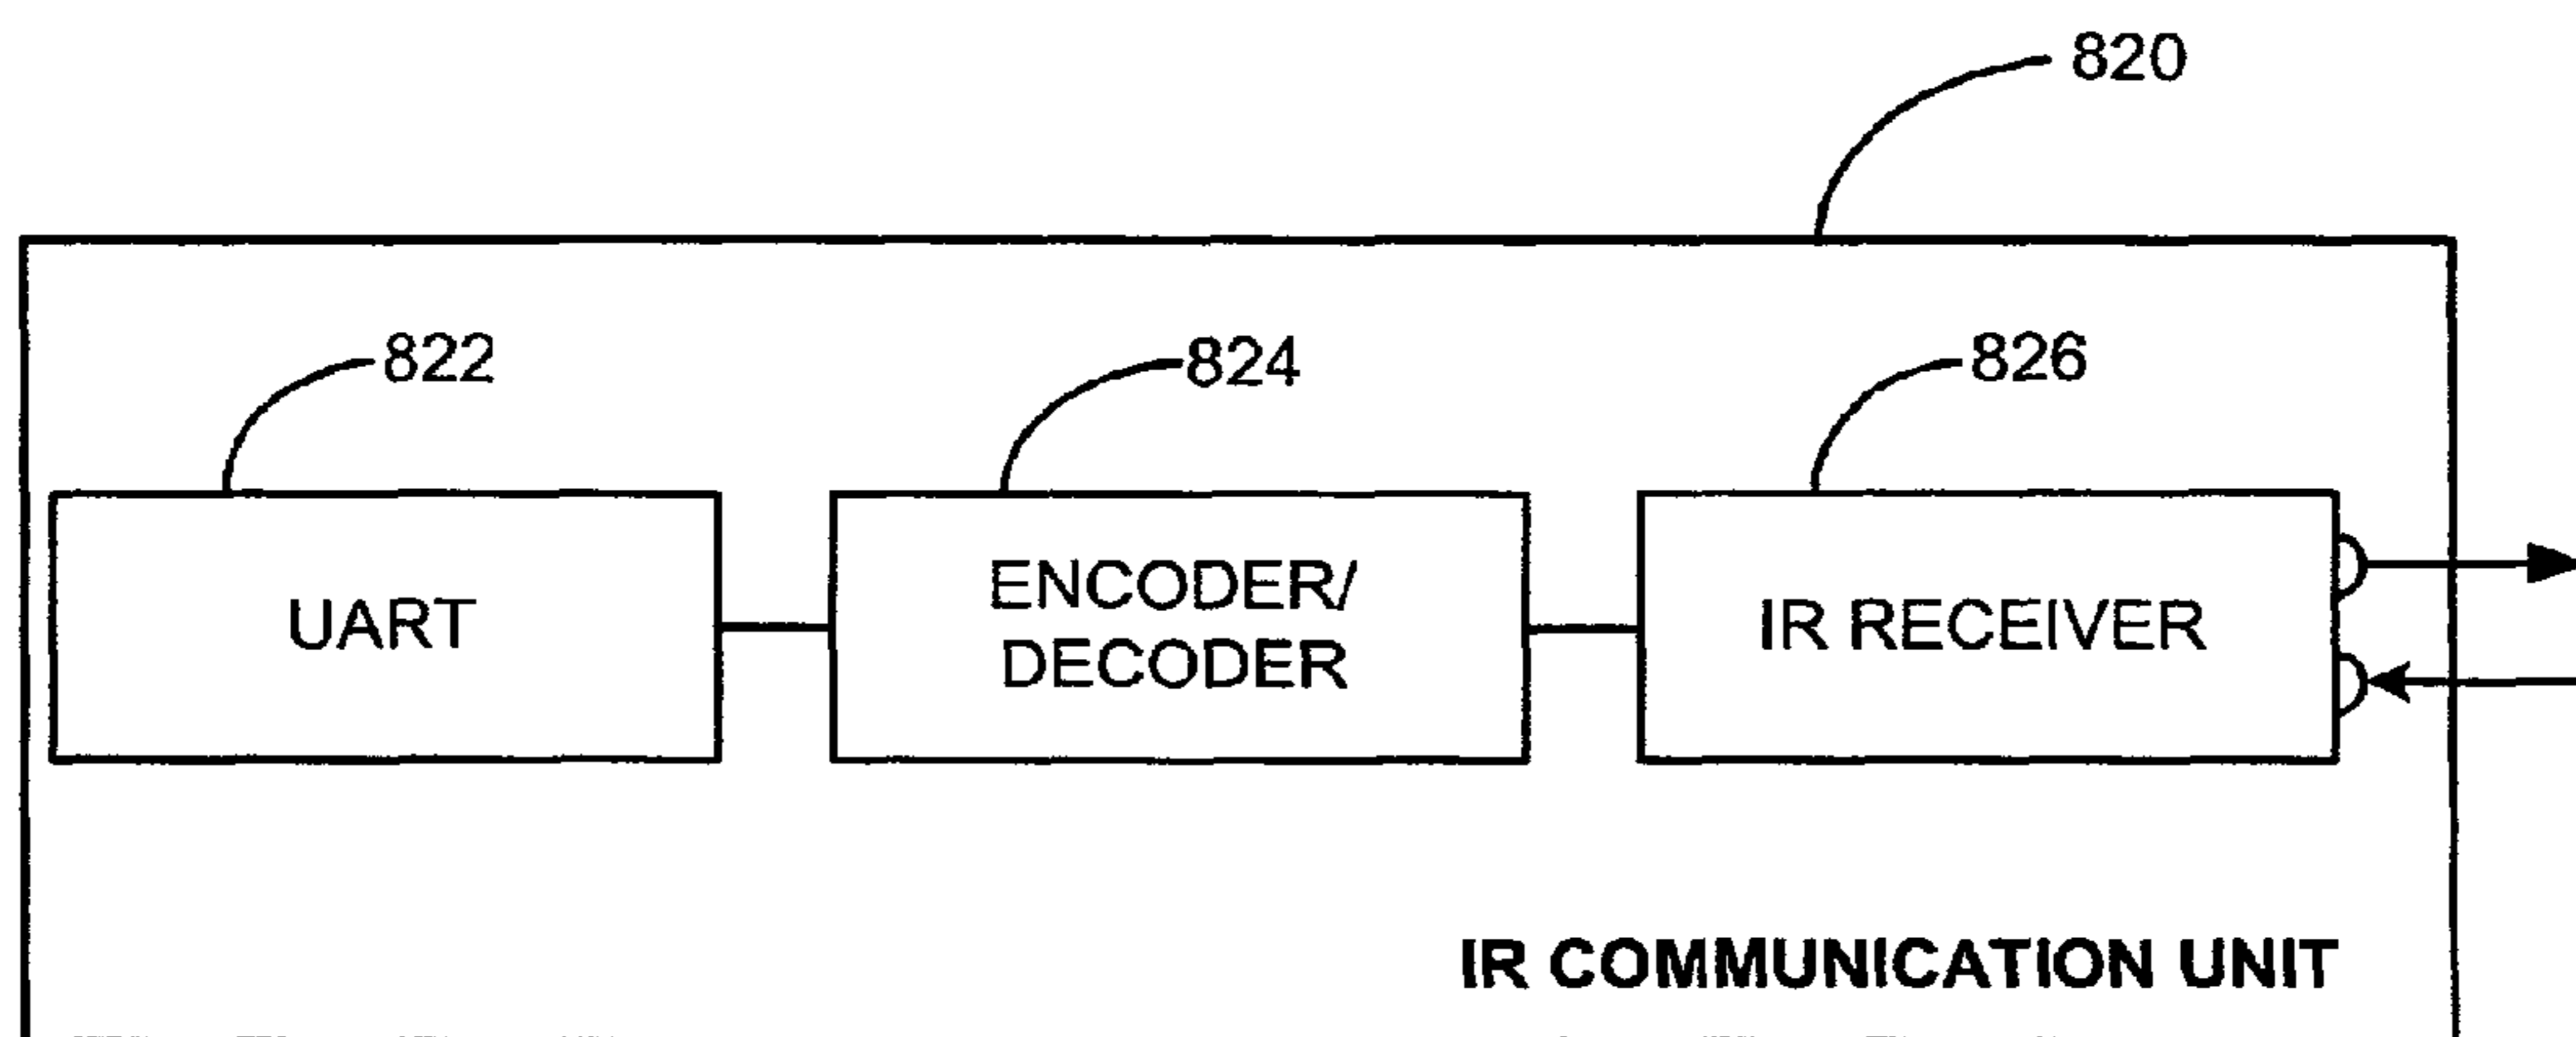 820
822
824
826
UART
ENCODER/
DECODER
IR RECEIVER
IR COMMUNICATION UNIT